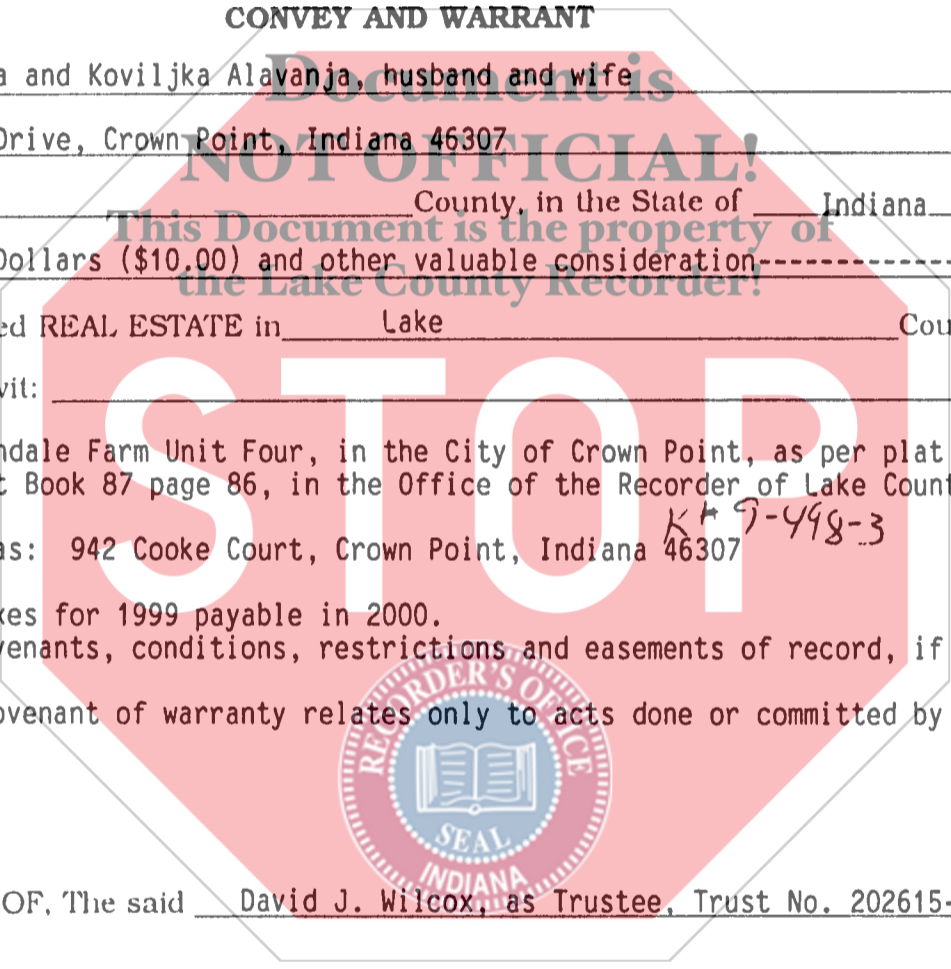 CONVEY AND WARRANT
a and Koviljka Alavanja, husband and wife
Document is
Drive, Crown Point, Indiana 46307
NOT OFFICIAL!
County, in the State of Indiana
This Document is the property of
Dollars ($10.00) and other valuable consideration-------------
the Lake County Recorder!
ed REAL ESTATE in Lake Cou
vit:
STOP
ndale Farm Unit Four, in the City of Crown Point, as per plat
t Book 87 page 86, in the Office of the Recorder of Lake Count
as: 942 Cooke Court, Crown Point, Indiana 46307
9-498-3
xes for 1999 payable in 2000.
venants, conditions, restrictions and easements of record, if
ovenant of warranty relates only to acts done or committed by
RECORDER'S OFFICE
SEAL
INDIANA
OF, The said David J. Wilcox, as Trustee, Trust No. 202615-